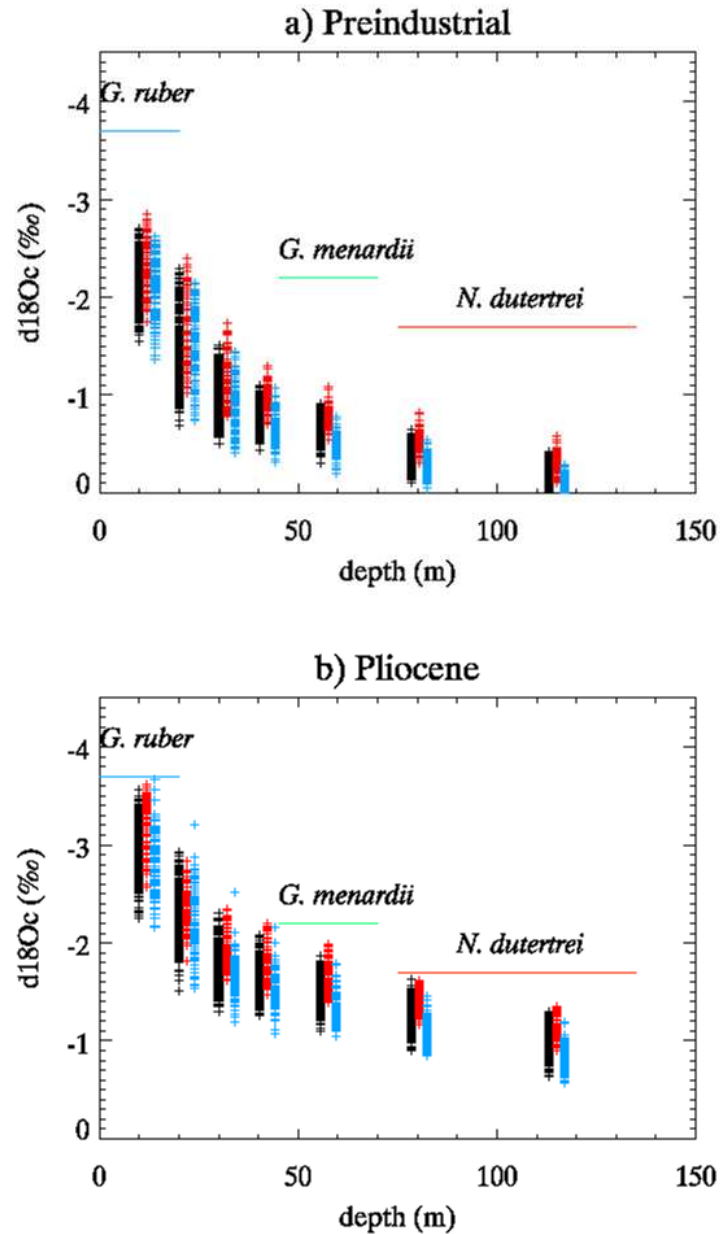 a) Preindustrial
-4
G. ruber
-3
G. menardii
d18Oc (‰)
-2
N. dutertrei
-1
0
0 50 100 150
depth (m)
b) Pliocene
-4
G. ruber
-3
G. menardii
d18Oc (‰)
-2
N. dutertrei
-1
0
0 50 100 150
depth (m)